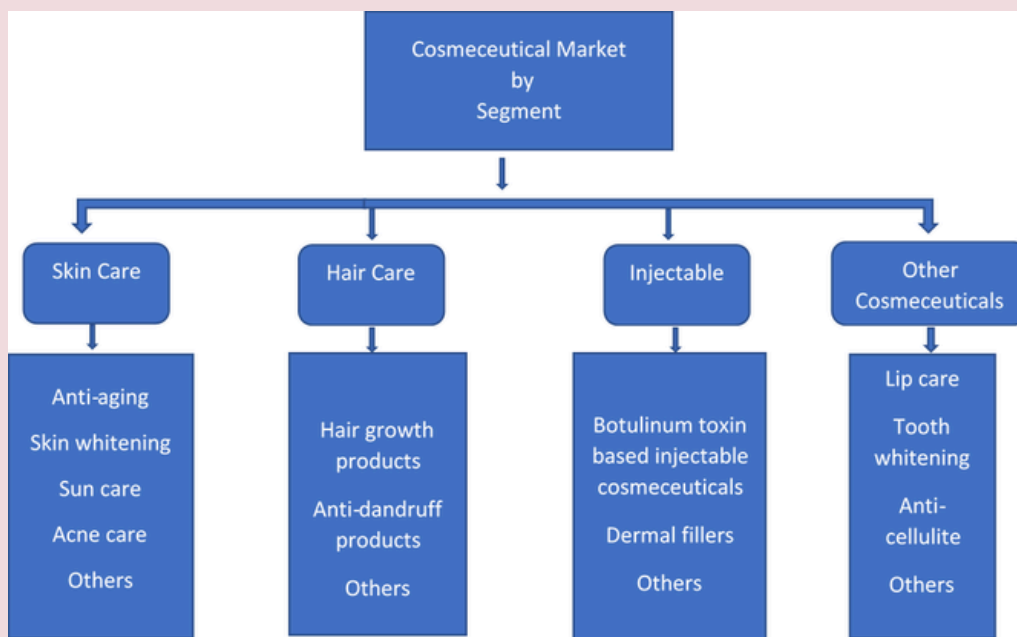 Cosmeceutical Market
by
Segment
Skin Care
Hair Care
Injectable
Other
Cosmeceuticals
Anti-aging
Skin whitening
Sun care
Acne care
Others
Hair growth
products
Anti-dandruff
products
Others
Botulinum toxin
based injectable
cosmeceuticals
Dermal fillers
Others
Lip care
Tooth
whitening
Anti-
cellulite
Others